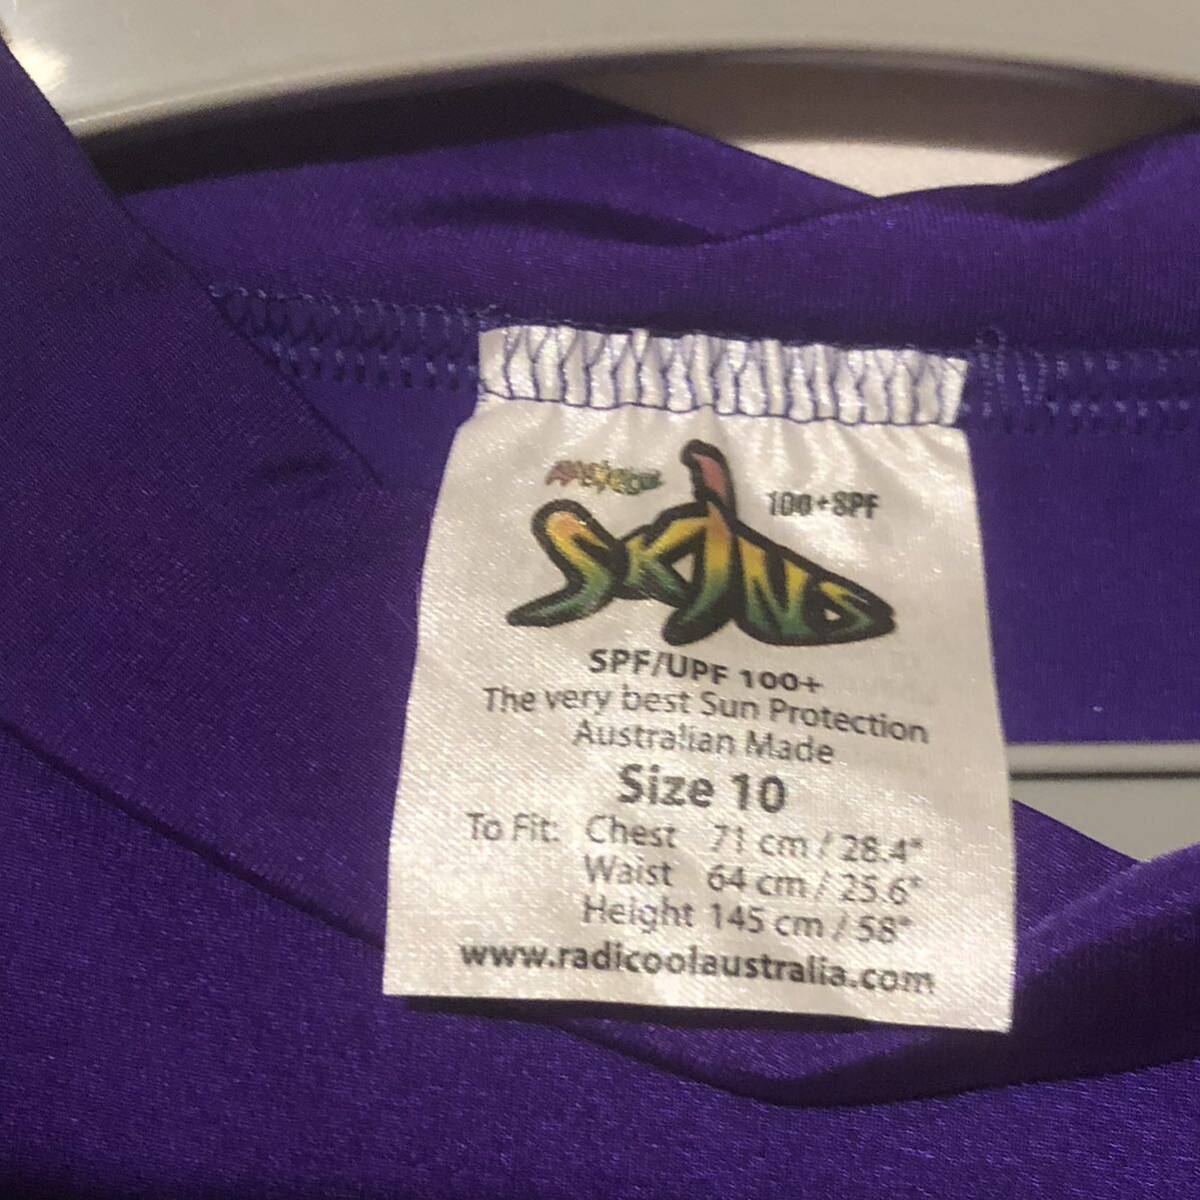 100+SPF
SKINS
SPF/UPF 100+
The very best Sun Protection
Australian Made
Size 10
To Fit: Chest 71 cm / 28.4"
Waist 64 cm / 25.6"
Height 145 cm / 58"
www.radicoolaustralia.com